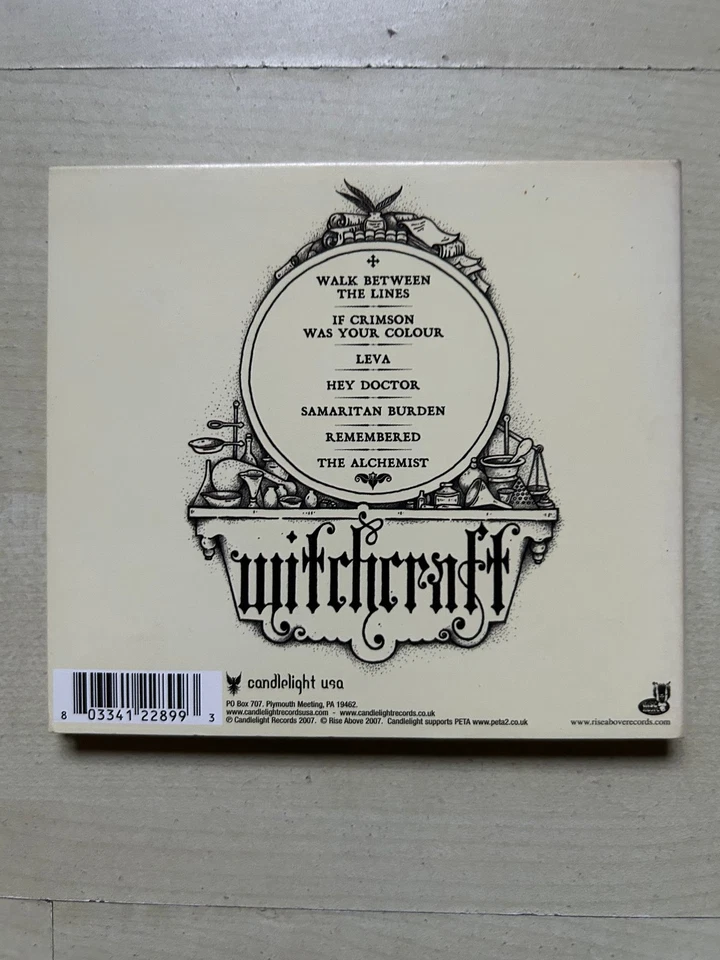 WALK BETWEEN
THE LINES
IF CRIMSON
WAS YOUR COLOUR
LEVA
HEY DOCTOR
SAMARITAN BURDEN
REMEMBERED
THE ALCHEMIST
witchcraft
candlelight usa
PO Box 707. Plymouth Meeting, PA 19462.
www.candlelightrecordsusa.com - www.candlelightrecords.co.uk
℗ Candlelight Records 2007. © Rise Above 2007. Candlelight supports PETA www.peta2.co.uk
8 03341 22899 3
www.riseaboverecords.com